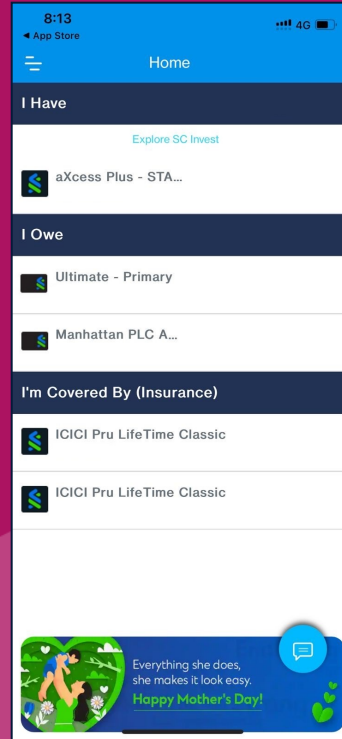 8:13
4G
◀ App Store
Home
I Have
Explore SC Invest
aXcess Plus - STA...
I Owe
Ultimate - Primary
Manhattan PLC A...
I'm Covered By (Insurance)
ICICI Pru LifeTime Classic
ICICI Pru LifeTime Classic
Everything she does,
she makes it look easy.
Happy Mother's Day!